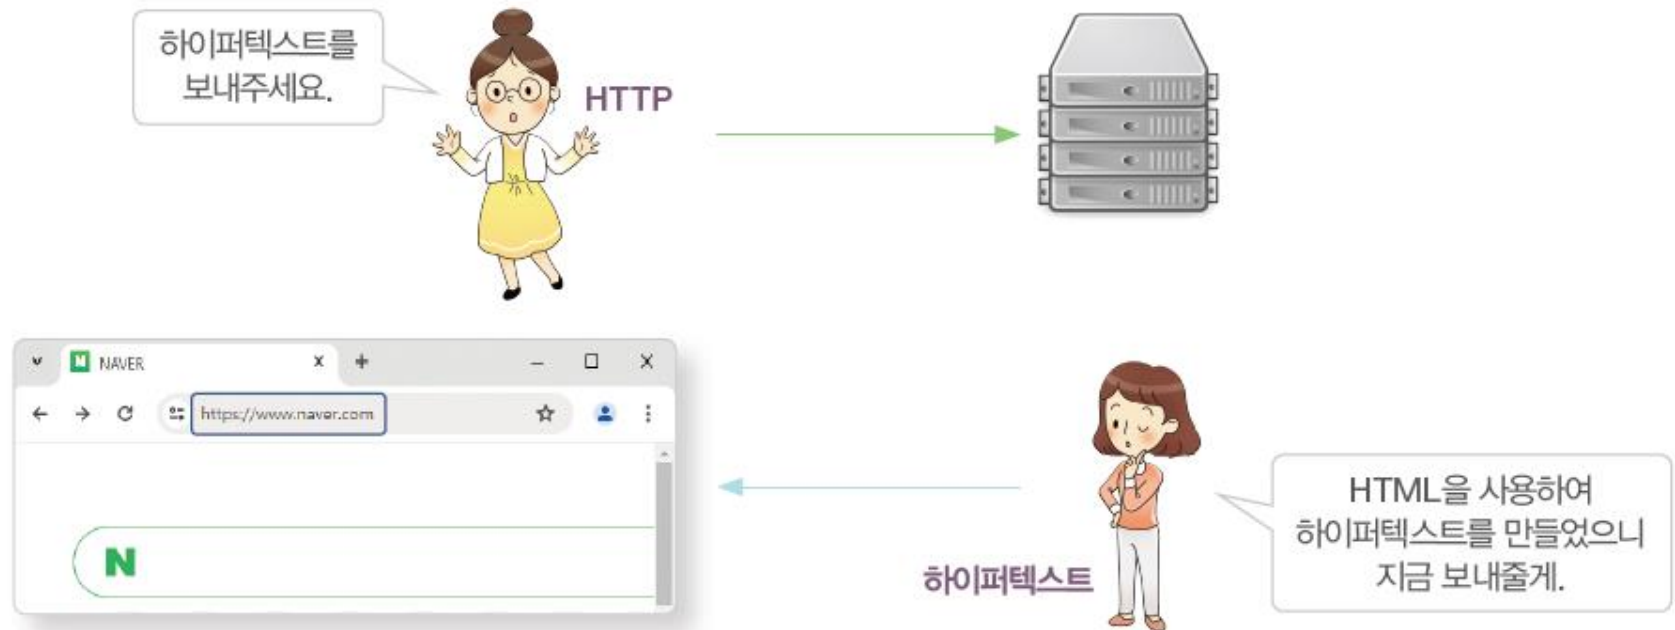 하이퍼텍스트를
보내주세요.
HTTP
NAVER
https://www.naver.com
N
하이퍼텍스트
HTML을 사용하여
하이퍼텍스트를 만들었으니
지금 보내줄게.